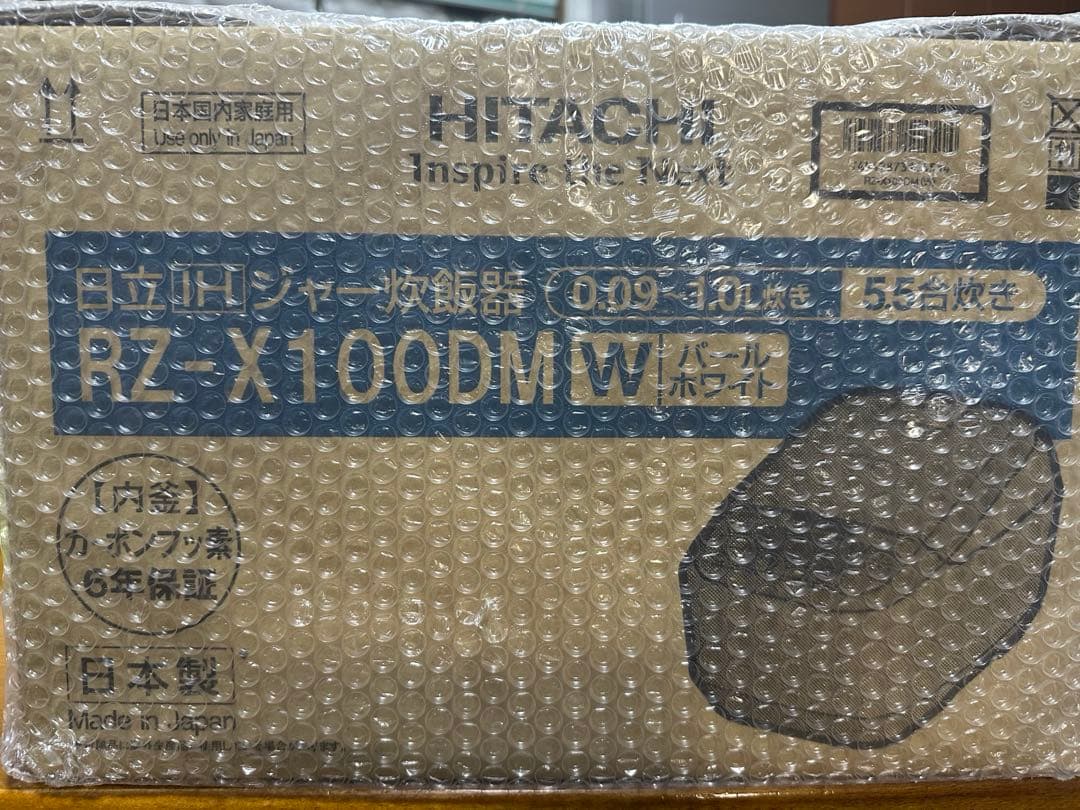 日本国内家庭用
Use only in Japan
HITACHI
Inspire the Next
日立 IH ジャー炊飯器 0.09~1.0L炊き 5.5合炊き
RZ-X100DM W パール
ホワイト
【内釜】
カーボンフッ素
6年保証
日本製
Made in Japan